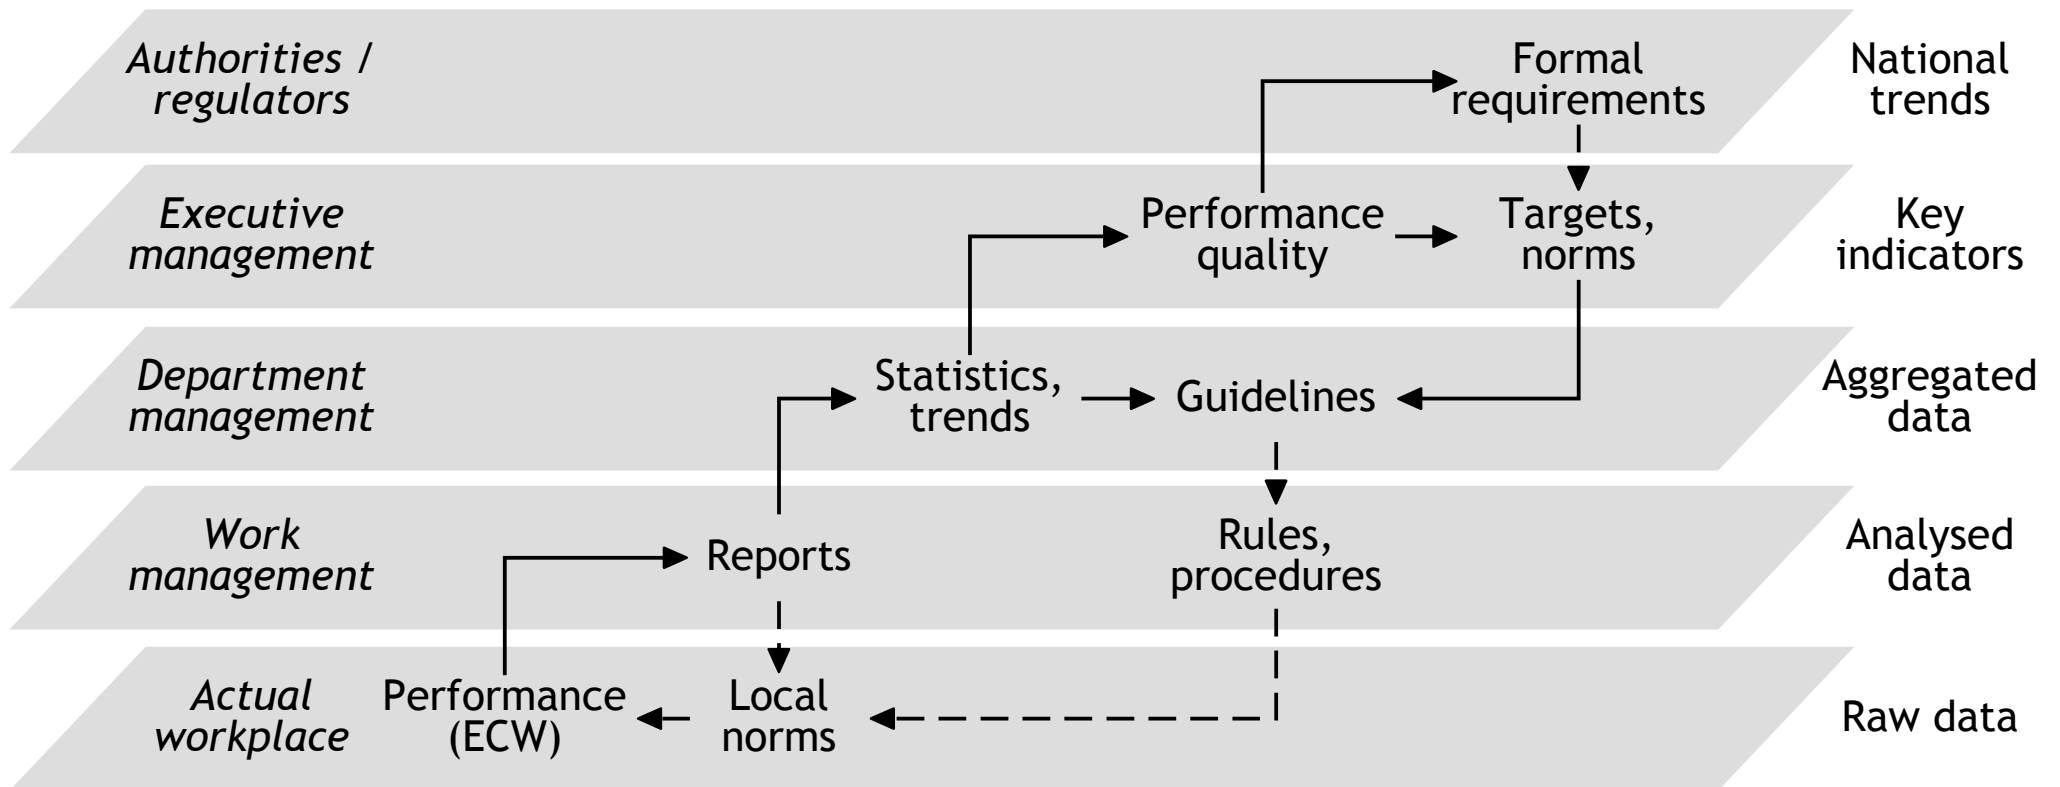 Authorities /
regulators
Formal
requirements
National
trends
Executive
management
Performance
quality
Targets,
norms
Key
indicators
Department
management
Statistics,
trends
Guidelines
Aggregated
data
Work
management
Reports
Rules,
procedures
Analysed
data
Actual
workplace
Performance
(ECW)
Local
norms
Raw data